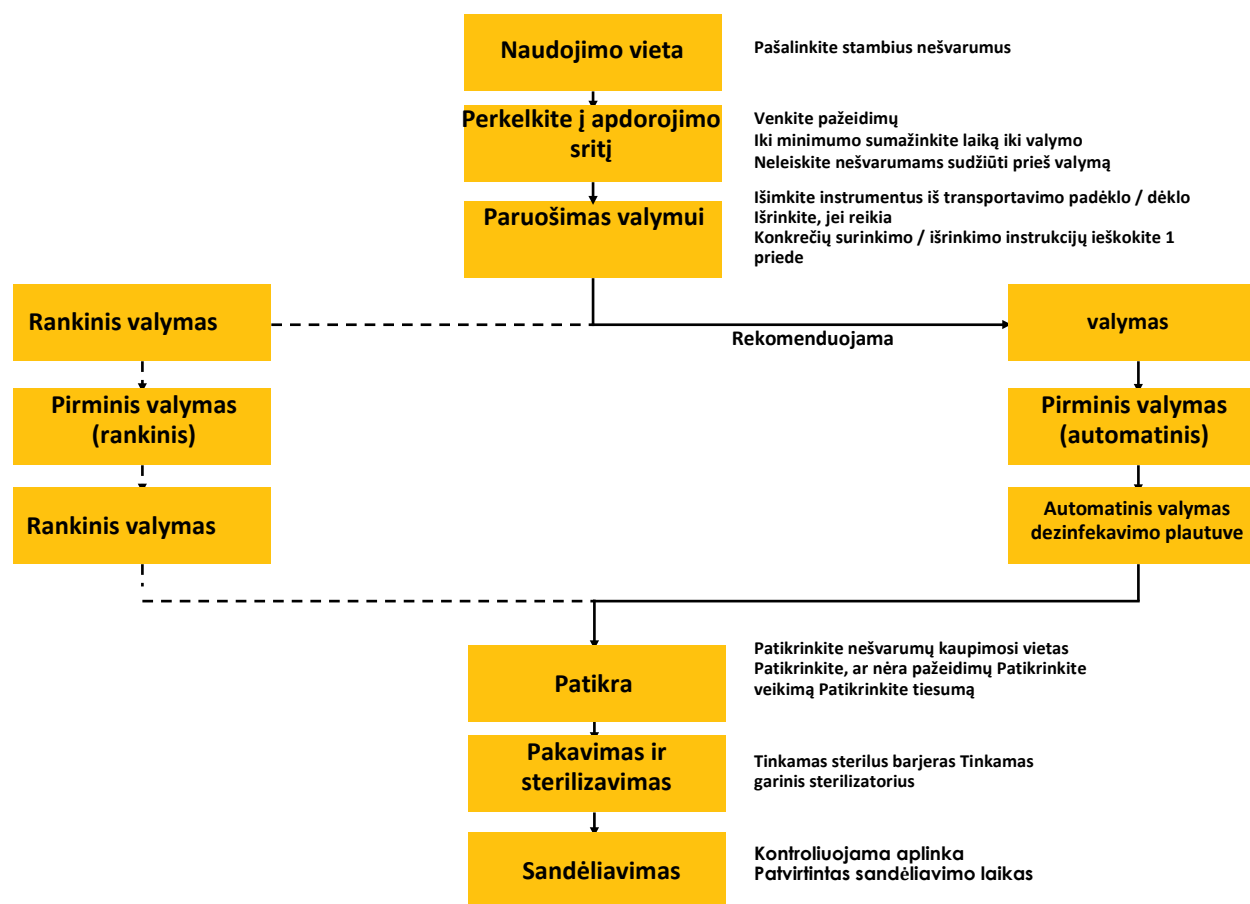 Naudojimo vieta
Pašalinkite stambius nešvarumus
Perkelkite į apdorojimo
sritį
Venkite pažeidimų
Iki minimumo sumažinkite laiką iki valymo
Neleiskite nešvarumams sudžiūti prieš valymą
Paruošimas valymui
Išimkite instrumentus iš transportavimo padėklo / dėklo
Išrinkite, jei reikia
Konkrečių surinkimo / išrinkimo instrukcijų ieškokite 1
priede
Rankinis valymas
Rekomenduojama
valymas
Pirminis valymas
(rankinis)
Pirminis valymas
(automatinis)
Rankinis valymas
Automatinis valymas
dezinfekavimo plautuve
Patikra
Patikrinkite nešvarumų kaupimosi vietas
Patikrinkite, ar nėra pažeidimų Patikrinkite
veikimą Patikrinkite tiesumą
Pakavimas ir
sterilizavimas
Tinkamas sterilus barjeras Tinkamas
garinis sterilizatorius
Sandėliavimas
Kontroliuojama aplinka
Patvirtintas sandėliavimo laikas